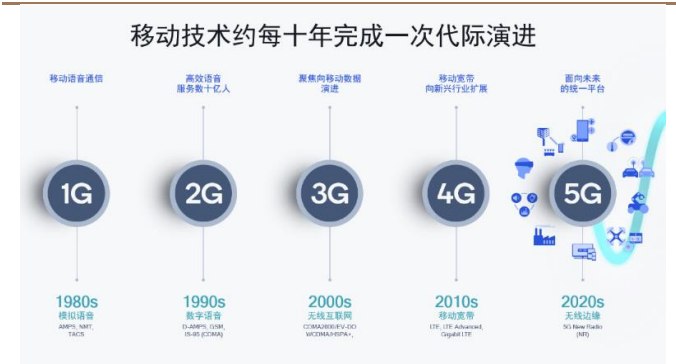 移动技术约每十年完成一次代际演进
移动语音通信
高效语音
服务数十亿人
聚焦向移动数据
演进
移动宽带
向新兴行业扩展
面向未来
的统一平台
1G
2G
3G
4G
5G
1980s
模拟语音
AMPS, NMT,
TACS
1990s
数字语音
D-AMPS, GSM,
IS-95 (CDMA)
2000s
无线互联网
CDMA2000/EV-DO
WCDMA/HSPA+,
2010s
移动宽带
LTE, LTE Advanced,
Gigabit LTE
2020s
无线边缘
5G New Radio
(NR)